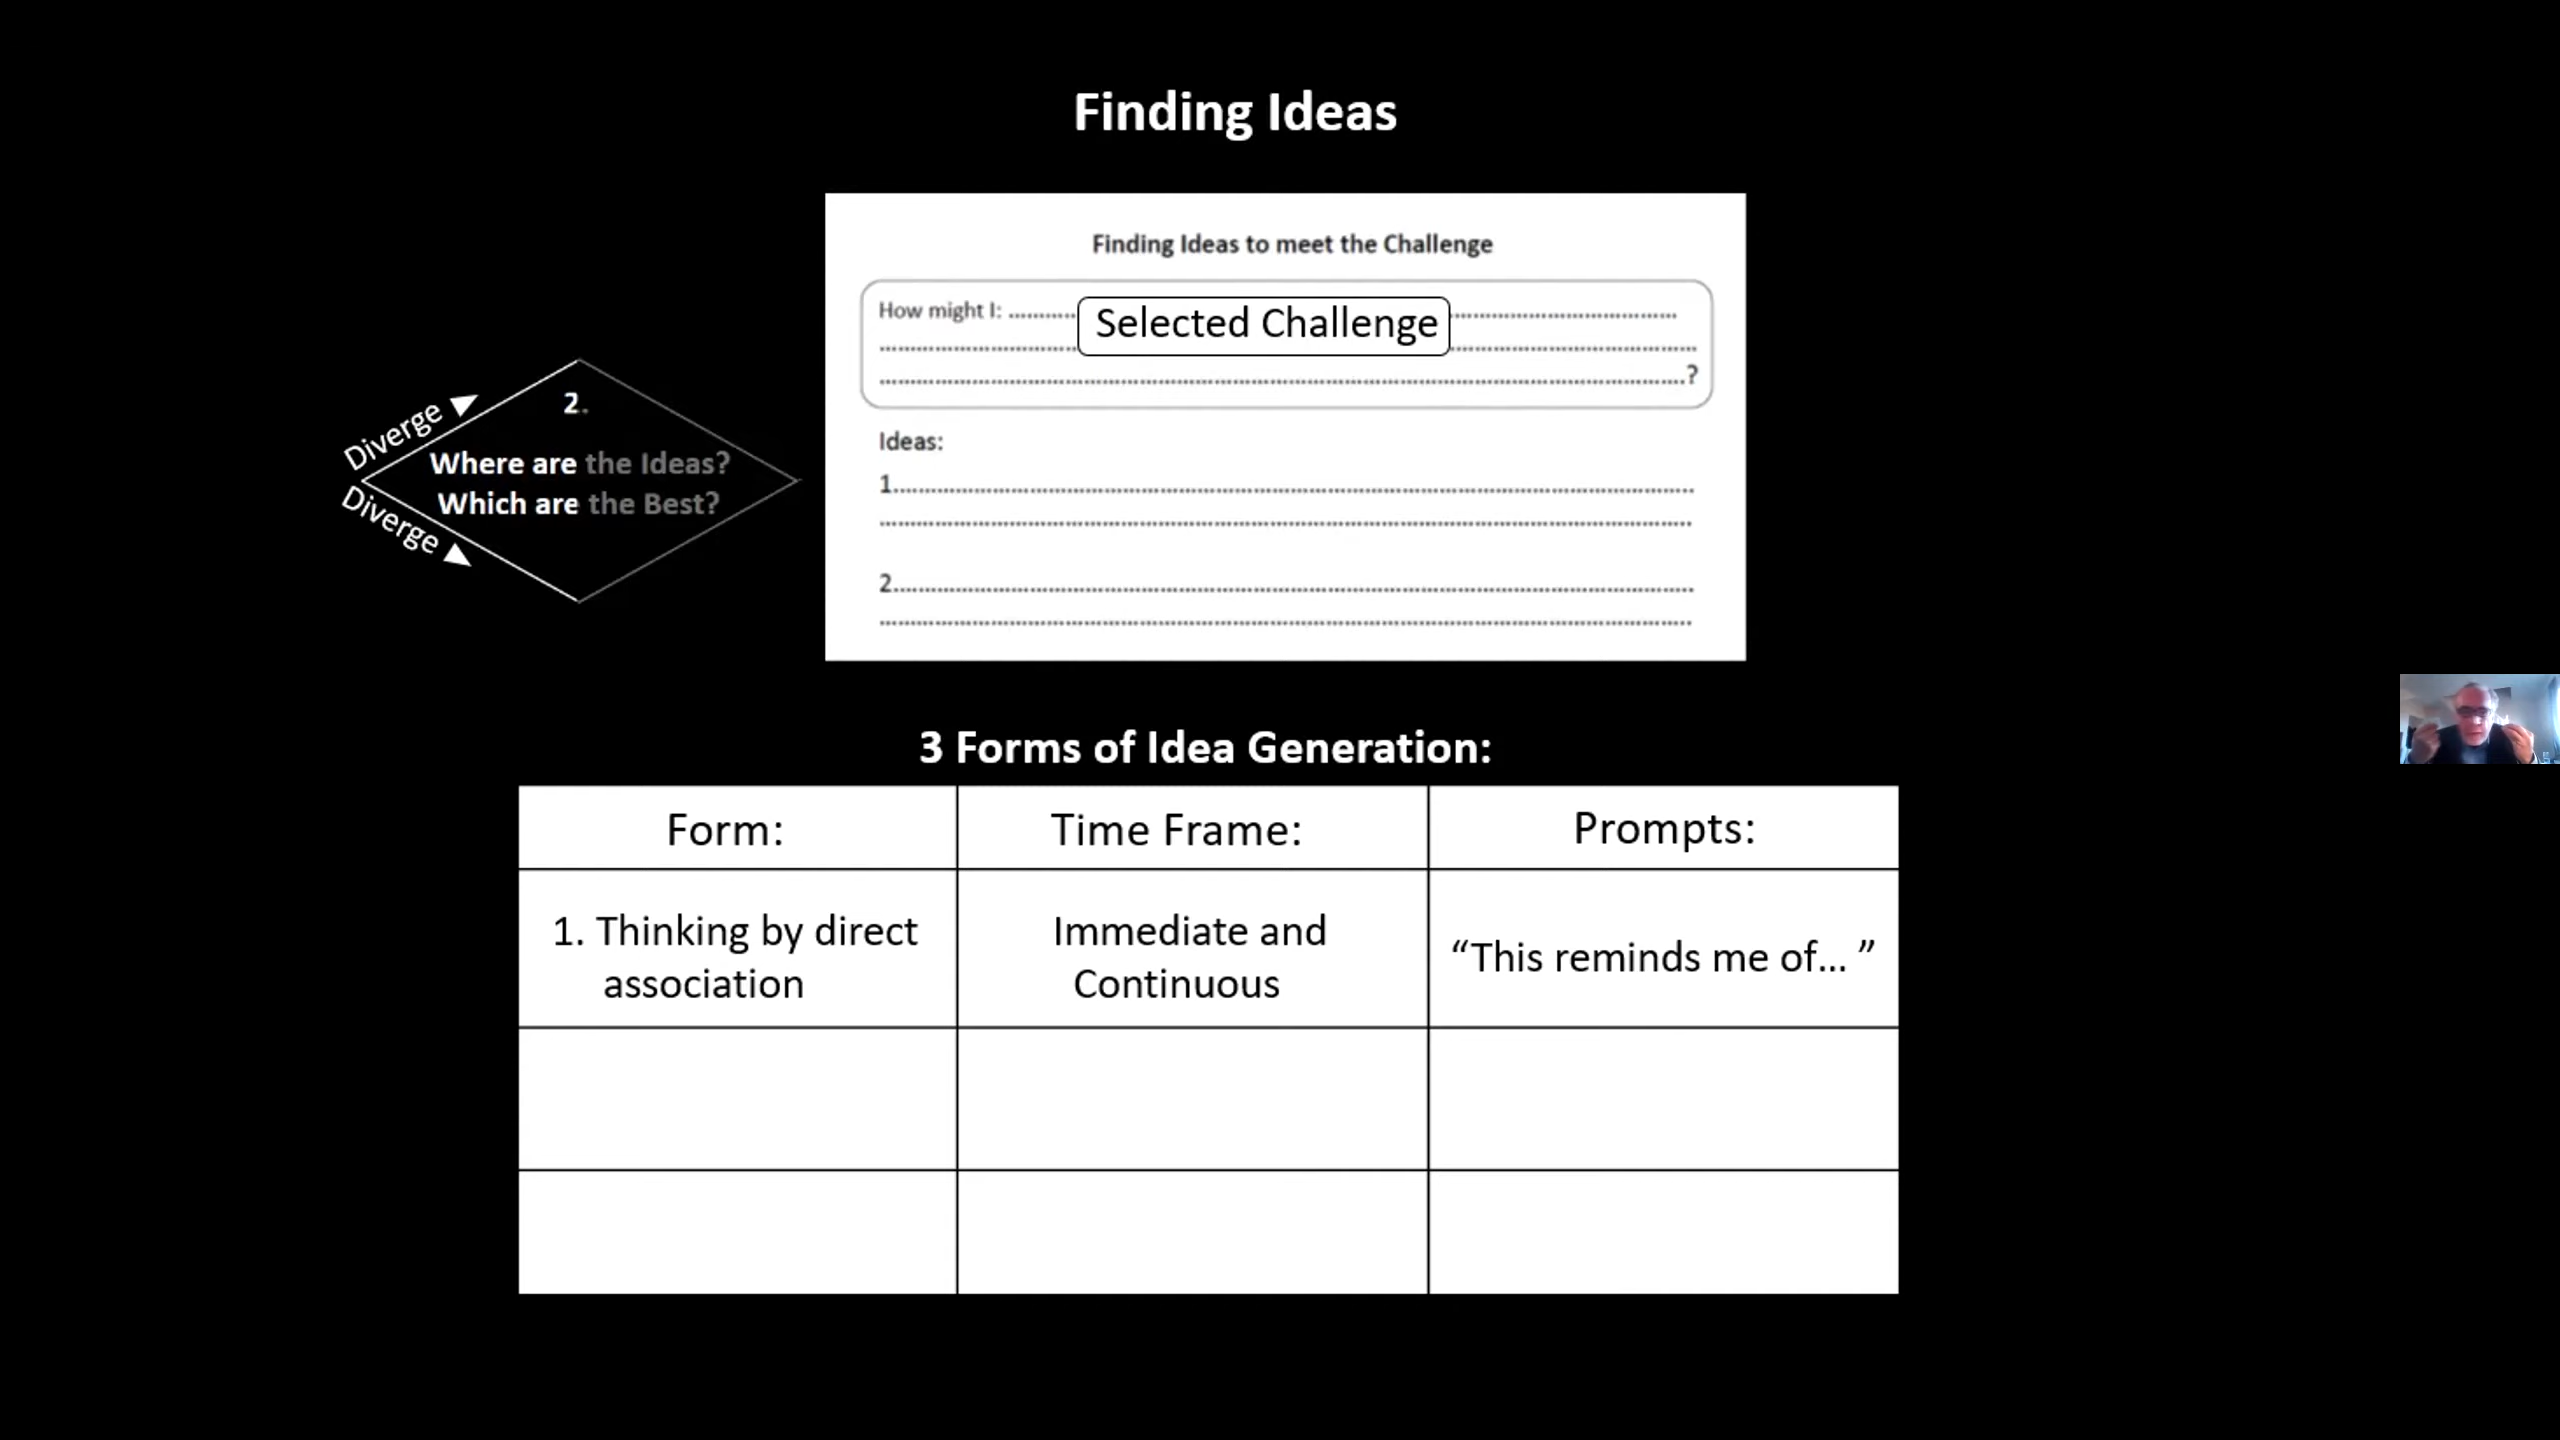 Finding Ideas
Finding Ideas to meet the Challenge
How might I: ............ Selected Challenge ............
............?
Diverge
2.
Where are the Ideas?
Which are the Best?
Diverge
Ideas:
1............
2............
3 Forms of Idea Generation:
Form:
Time Frame:
Prompts:
1. Thinking by direct
association
Immediate and
Continuous
“This reminds me of... ”